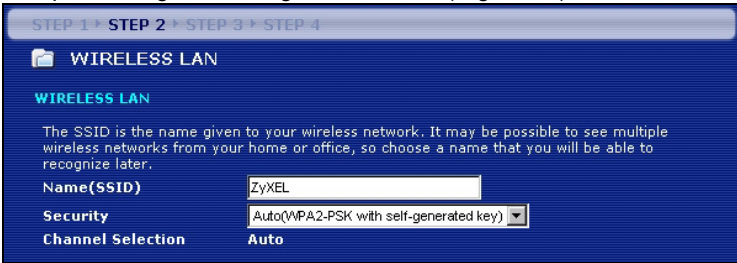 STEP 1 › STEP 2 › STEP 3 › STEP 4
WIRELESS LAN
WIRELESS LAN
The SSID is the name given to your wireless network. It may be possible to see multiple
wireless networks from your home or office, so choose a name that you will be able to
recognize later.
Name(SSID) ZyXEL
Security Auto(WPA2-PSK with self-generated key)
Channel Selection Auto